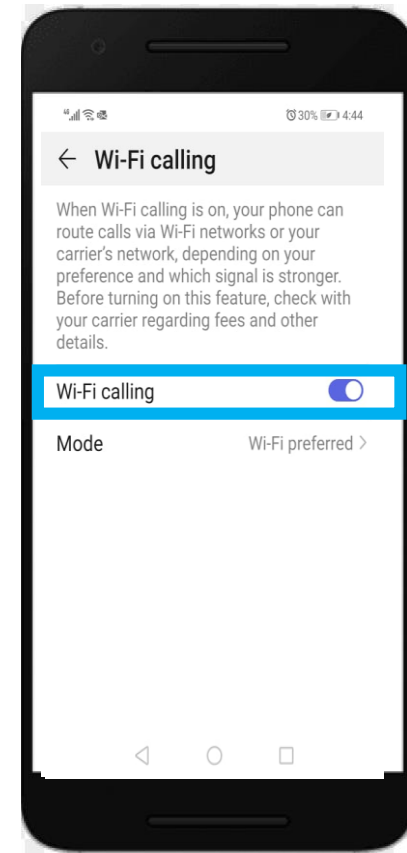 4G 30% 4:44
← Wi-Fi calling
When Wi-Fi calling is on, your phone can
route calls via Wi-Fi networks or your
carrier's network, depending on your
preference and which signal is stronger.
Before turning on this feature, check with
your carrier regarding fees and other
details.
Wi-Fi calling
Mode Wi-Fi preferred >